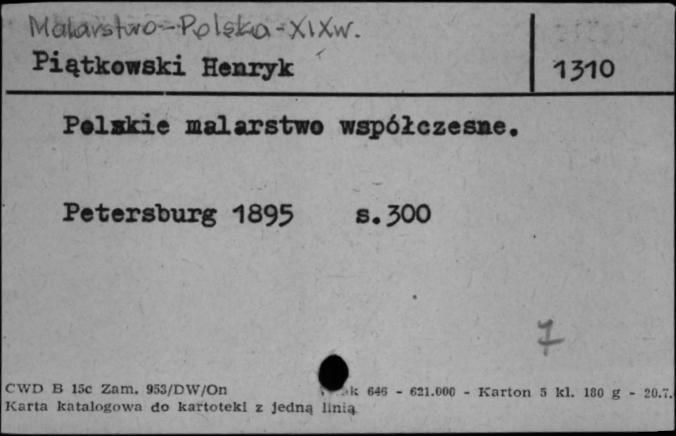 Malarstwo-Polska-XIXw.
Piątkowski Henryk
1310
Polskie malarstwo współczesne.
Petersburg 1895 s.300
7
CWD B 15c Zam. 953/DW/On 646 - 621.000 - Karton 5 kl. 180 g - 20.7.
Karta katalogowa do kartoteki z jedną linią